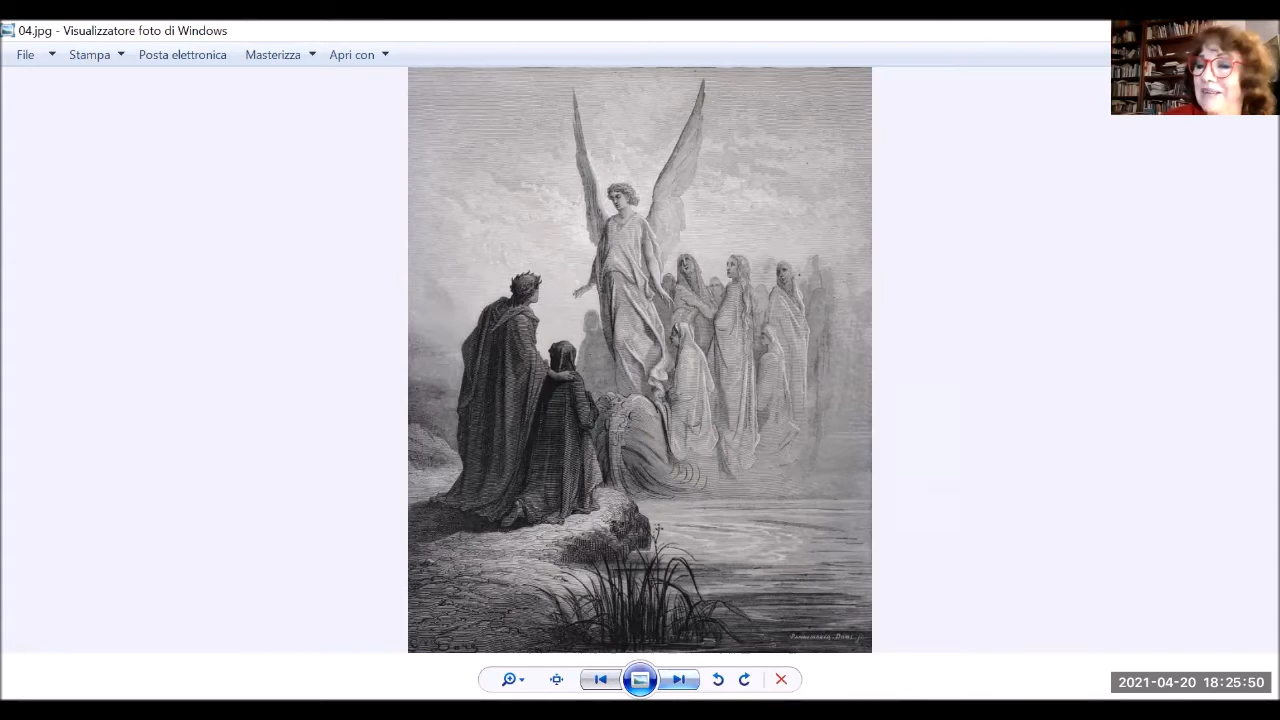 04.jpg - Visualizzatore foto di Windows
File Stampa Posta elettronica Masterizza Apri con
2021-04-20 18:25:50